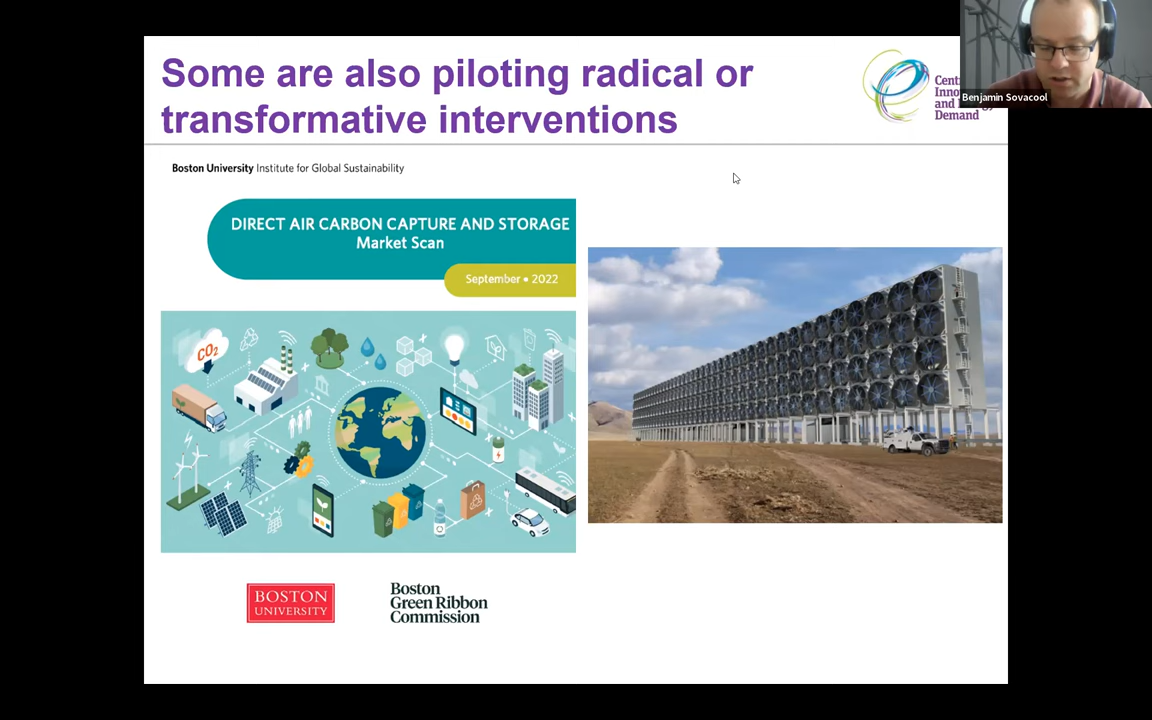 Some are also piloting radical or
transformative interventions
and
Demand
Benjamin Sovacool
Boston University Institute for Global Sustainability
DIRECT AIR CARBON CAPTURE AND STORAGE
Market Scan
September • 2022
CO2
BOSTON
UNIVERSITY
Boston
Green Ribbon
Commission